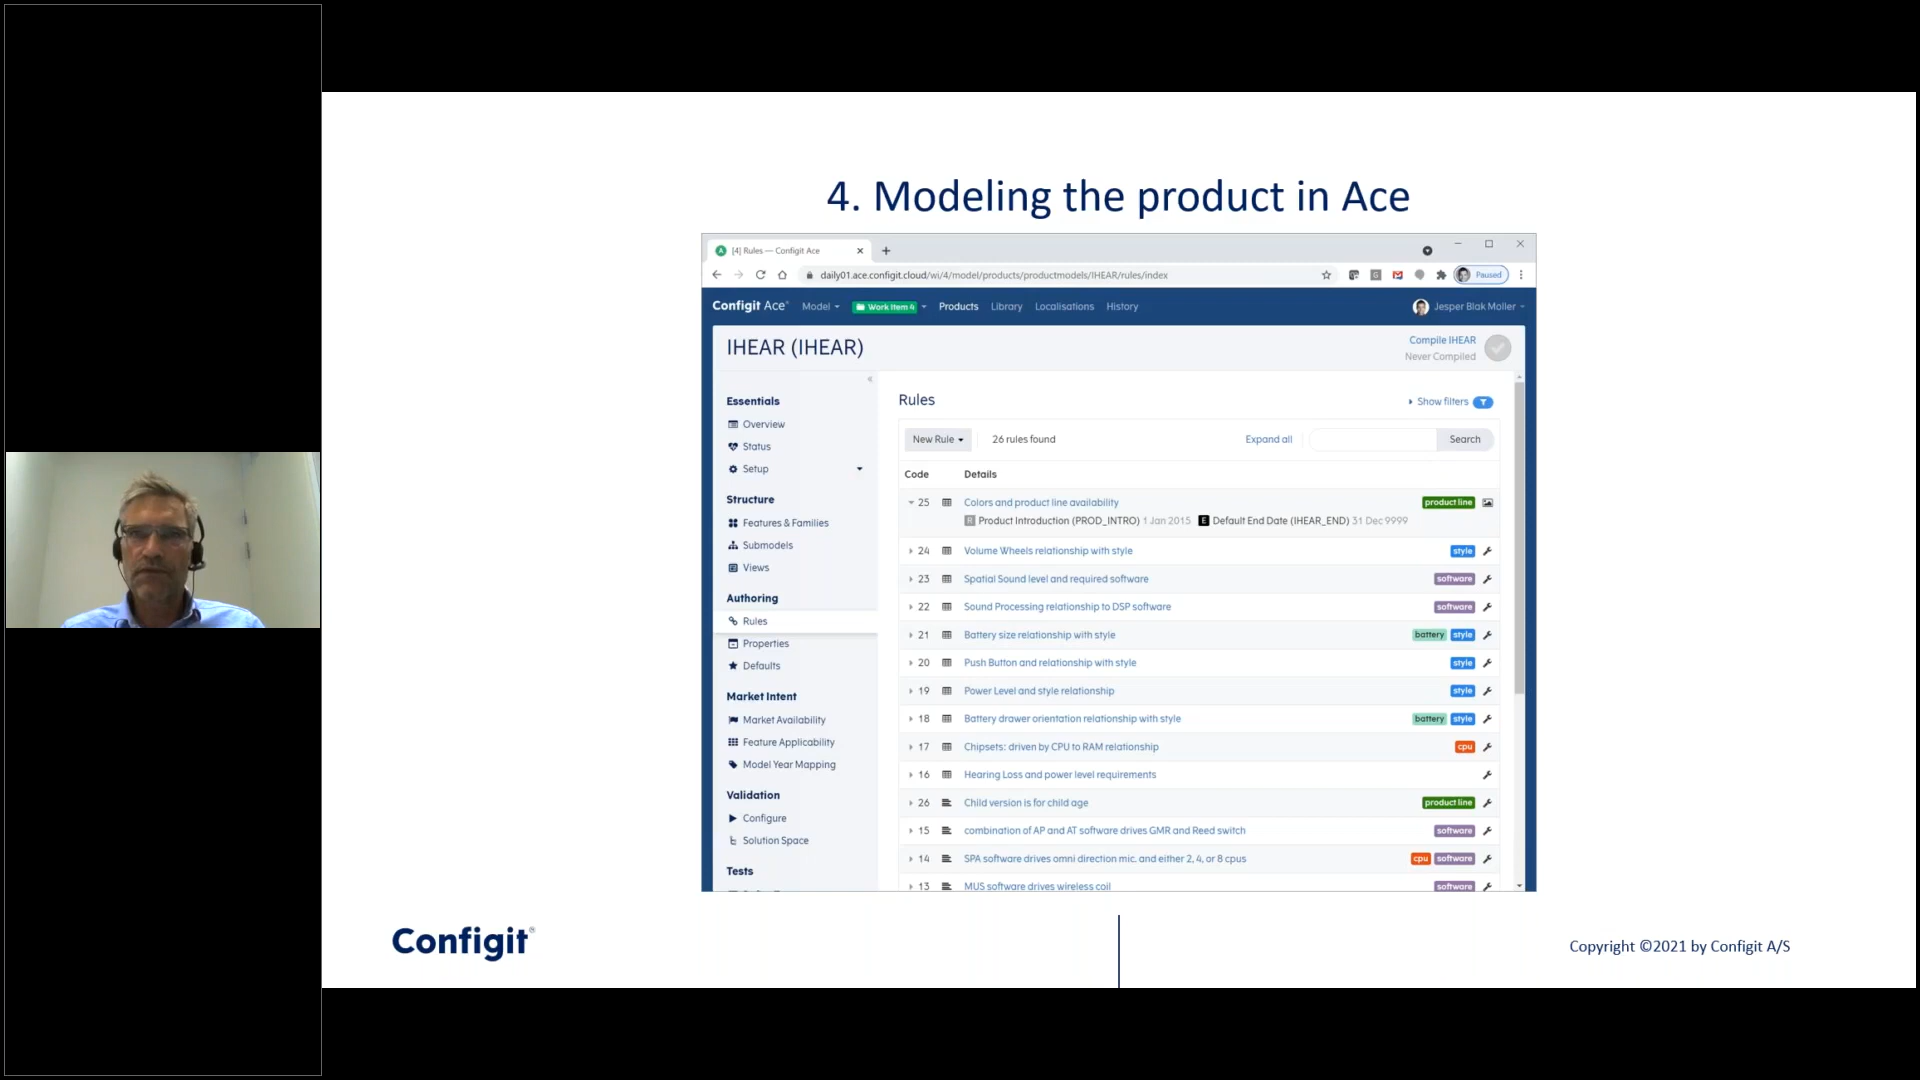 4. Modeling the product in Ace
[4] Rules — Configit Ace
daily01.ace.configit.cloud/wi/4/model/products/productmodels/IHEAR/rules/index
Paused
Configit Ace® Model Work Item 4 Products Library Localisations History Jesper Blak Moller
IHEAR (IHEAR)
Compile IHEAR
Never Compiled
Essentials
Overview
Status
Setup
Structure
Features & Families
Submodels
Views
Authoring
Rules
Properties
Defaults
Market Intent
Market Availability
Feature Applicability
Model Year Mapping
Validation
Configure
Solution Space
Tests
Rules
Show filters
New Rule 26 rules found Expand all Search
Code Details
25 Colors and product line availability product line
R Product Introduction (PROD_INTRO) 1 Jan 2015 E Default End Date (IHEAR_END) 31 Dec 9999
24 Volume Wheels relationship with style style
23 Spatial Sound level and required software software
22 Sound Processing relationship to DSP software software
21 Battery size relationship with style battery style
20 Push Button and relationship with style style
19 Power Level and style relationship style
18 Battery drawer orientation relationship with style battery style
17 Chipsets: driven by CPU to RAM relationship cpu
16 Hearing Loss and power level requirements
26 Child version is for child age product line
15 combination of AP and AT software drives GMR and Reed switch software
14 SPA software drives omni direction mic. and either 2, 4, or 8 cpus cpu software
13 MUS software drives wireless coil software
Configit®
Copyright ©2021 by Configit A/S